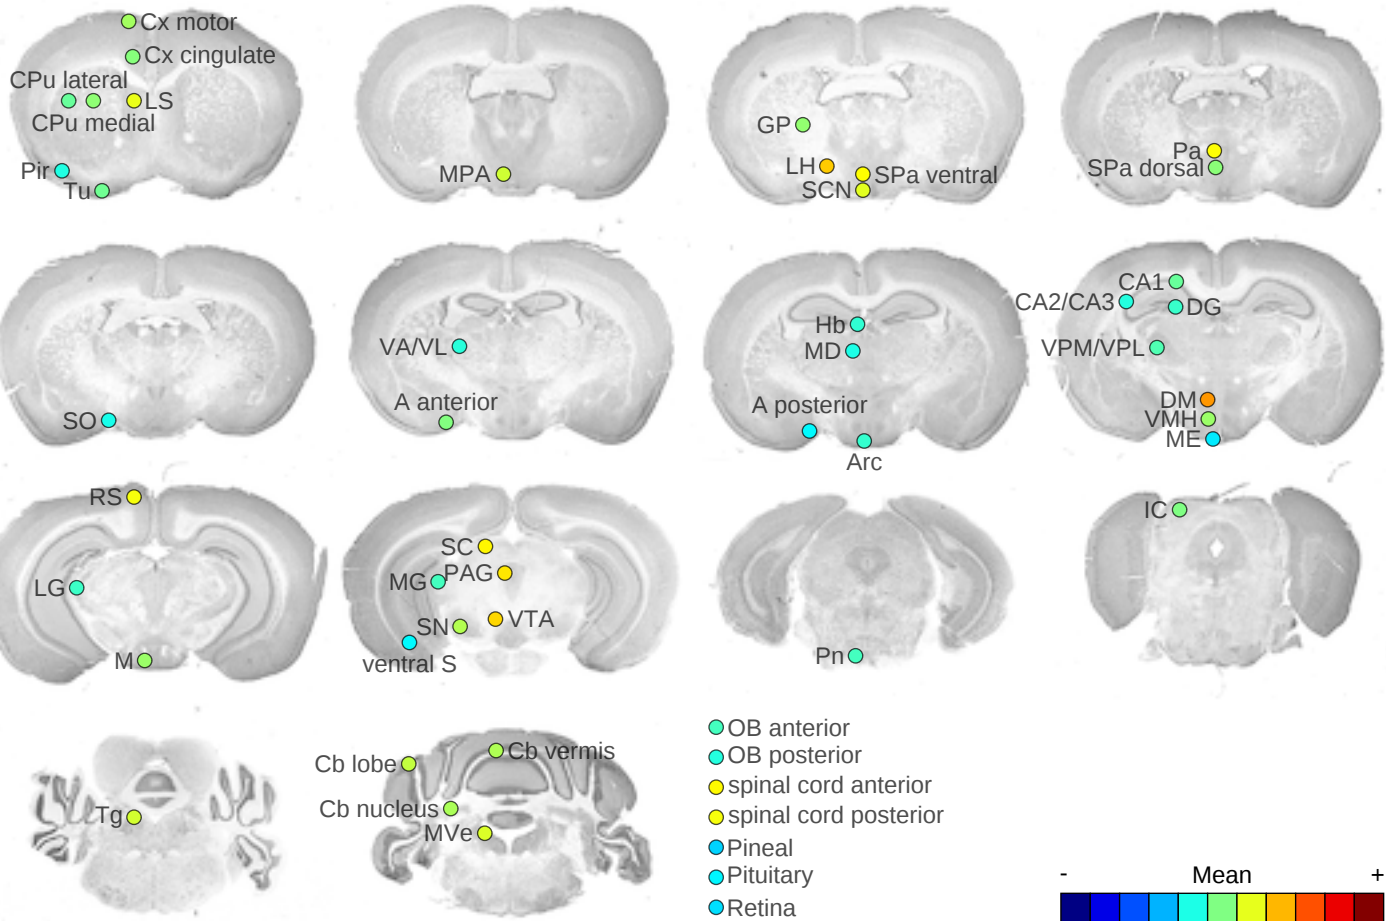 Cx motor
Cx cingulate
CPu lateral
LS
CPu medial
Pir
Tu
MPA
GP
LH
SPa ventral
SCN
Pa
SPa dorsal
SO
VA/VL
A anterior
Hb
MD
A posterior
Arc
CA1
CA2/CA3
DG
VPM/VPL
DM
VMH
ME
RS
LG
M
SC
PAG
MG
VTA
SN
ventral S
Pn
IC
Tg
Cb vermis
Cb lobe
Cb nucleus
MVe
OB anterior
OB posterior
spinal cord anterior
spinal cord posterior
Pineal
Pituitary
Retina
- Mean +